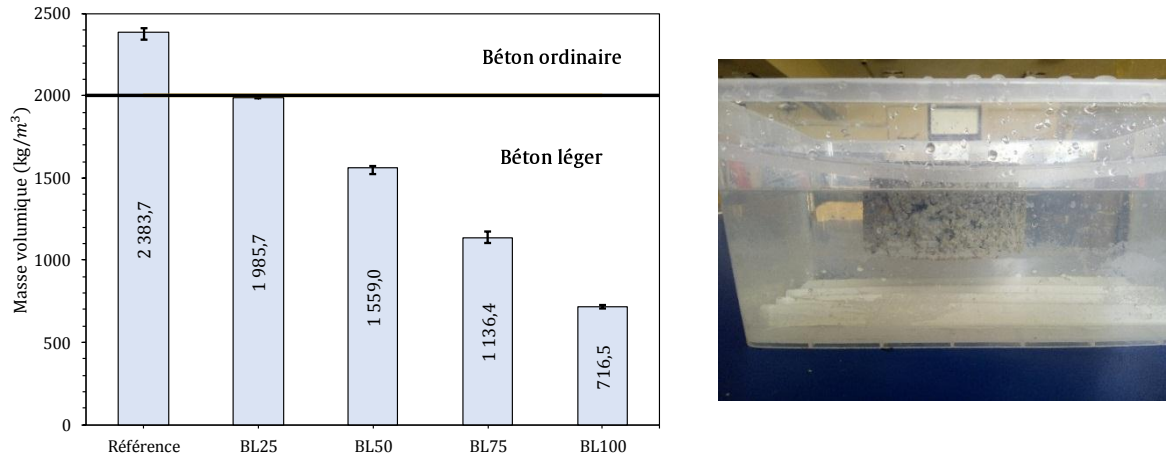 2500
Béton ordinaire
2000
Béton léger
1500
1000
500
0
Masse volumique (kg/m³)
2 383,7
1 985,7
1 559,0
1 136,4
716,5
Référence BL25 BL50 BL75 BL100